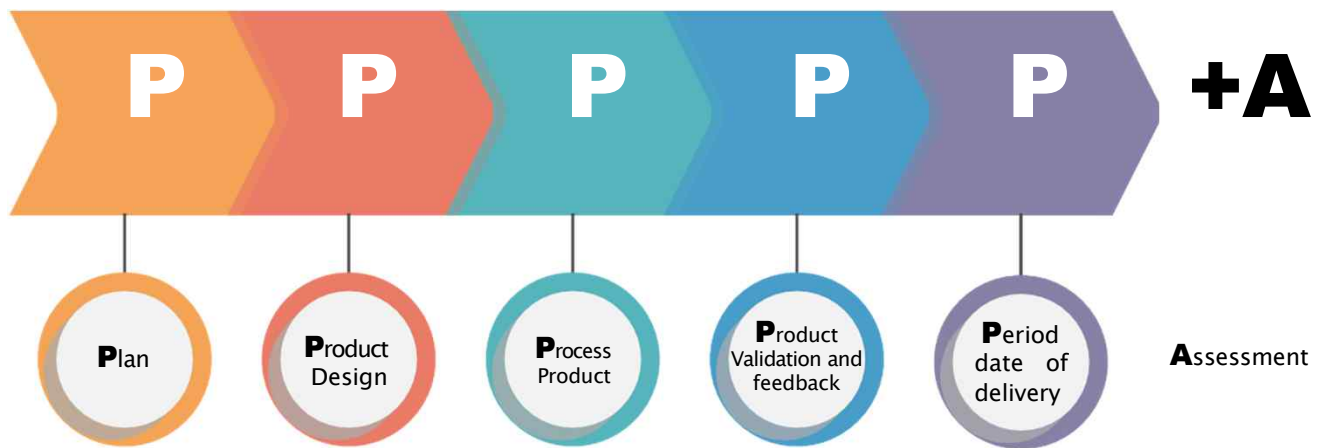 P P P P P +A
Plan
Product
Design
Process
Product
Product
Validation and
feedback
Period
date of
delivery
Assessment